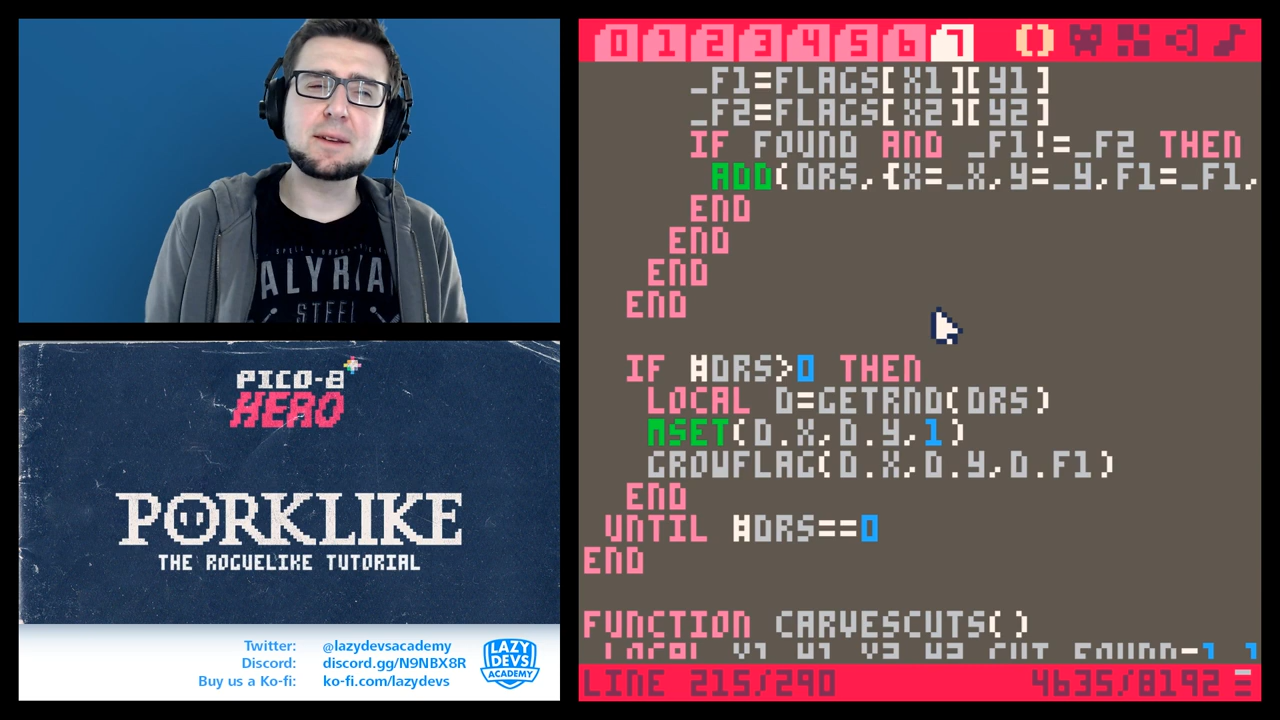 SPELL & BROADSWORD
VALYRIAN
STEEL
PICO-8
HERO
PORKLIKE
THE ROGUELIKE TUTORIAL
Twitter: @lazydevsacademy
Discord: discord.gg/N9NBX8R
Buy us a Ko-fi: ko-fi.com/lazydevs
LAZY
DEVS
ACADEMY
0 1 2 3 4 5 6 7 ()
_F1=FLAGS[X1][Y1]
_F2=FLAGS[X2][Y2]
IF FOUND AND _F1!=_F2 THEN
ADD(DRS,{X=_X,Y=_Y,F1=_F1,
END
END
END
END
IF #DRS>0 THEN
LOCAL D=GETRND(DRS)
MSET(D.X,D.Y,1)
GROWFLAG(D.X,D.Y,D.F1)
END
UNTIL #DRS==0
END
FUNCTION CARVESCUTS()
LINE 215/290 4635/8192